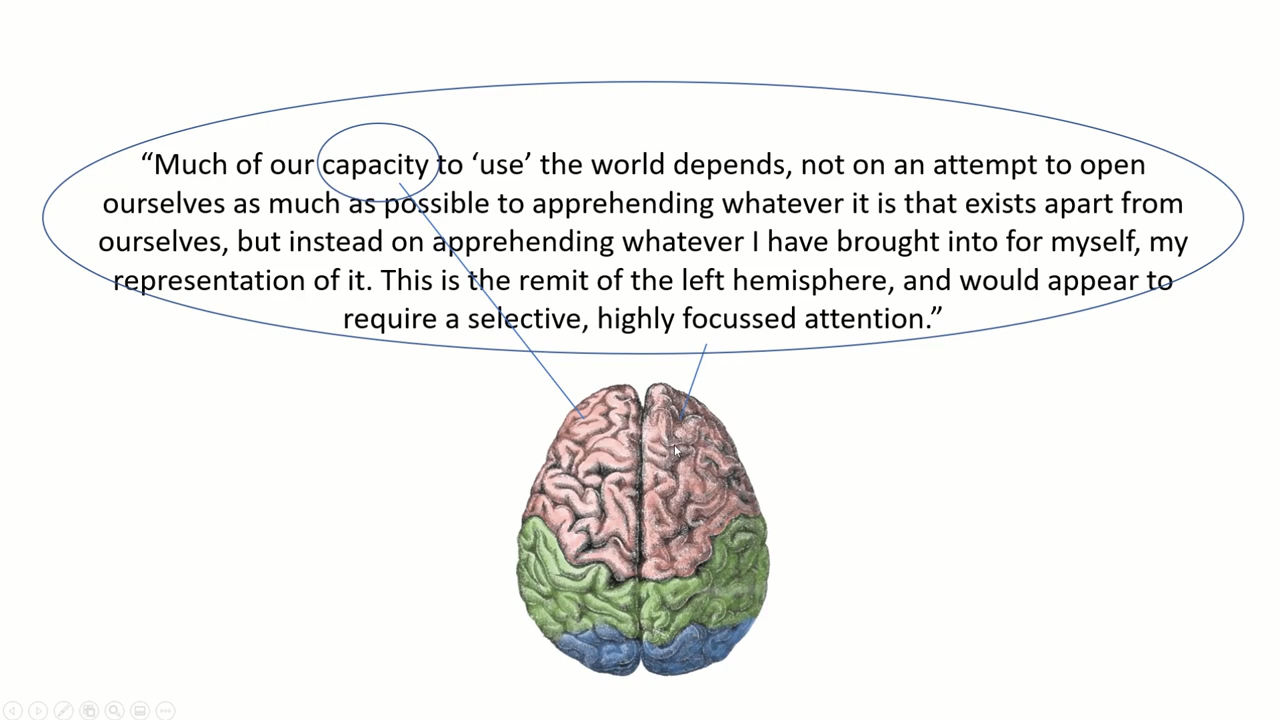 “Much of our capacity to ‘use’ the world depends, not on an attempt to open
ourselves as much as possible to apprehending whatever it is that exists apart from
ourselves, but instead on apprehending whatever I have brought into for myself, my
representation of it. This is the remit of the left hemisphere, and would appear to
require a selective, highly focussed attention.”